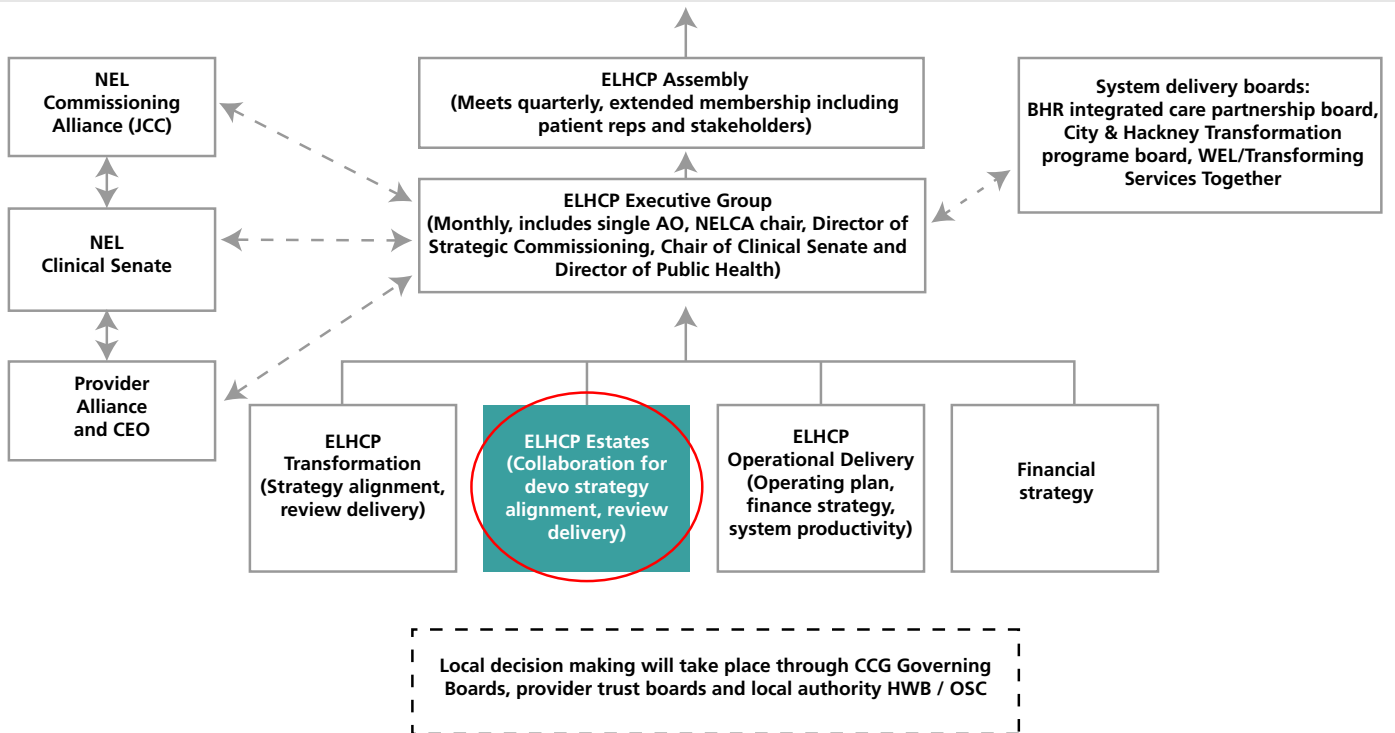 NEL
Commissioning
Alliance (JCC)
ELHCP Assembly
(Meets quarterly, extended membership including
patient reps and stakeholders)
System delivery boards:
BHR integrated care partnership board,
City & Hackney Transformation
programe board, WEL/Transforming
Services Together
NEL
Clinical Senate
ELHCP Executive Group
(Monthly, includes single AO, NELCA chair, Director of
Strategic Commissioning, Chair of Clinical Senate and
Director of Public Health)
Provider
Alliance
and CEO
ELHCP
Transformation
(Strategy alignment,
review delivery)
ELHCP Estates
(Collaboration for
devo strategy
alignment, review
delivery)
ELHCP
Operational Delivery
(Operating plan,
finance strategy,
system productivity)
Financial
strategy
Local decision making will take place through CCG Governing
Boards, provider trust boards and local authority HWB / OSC